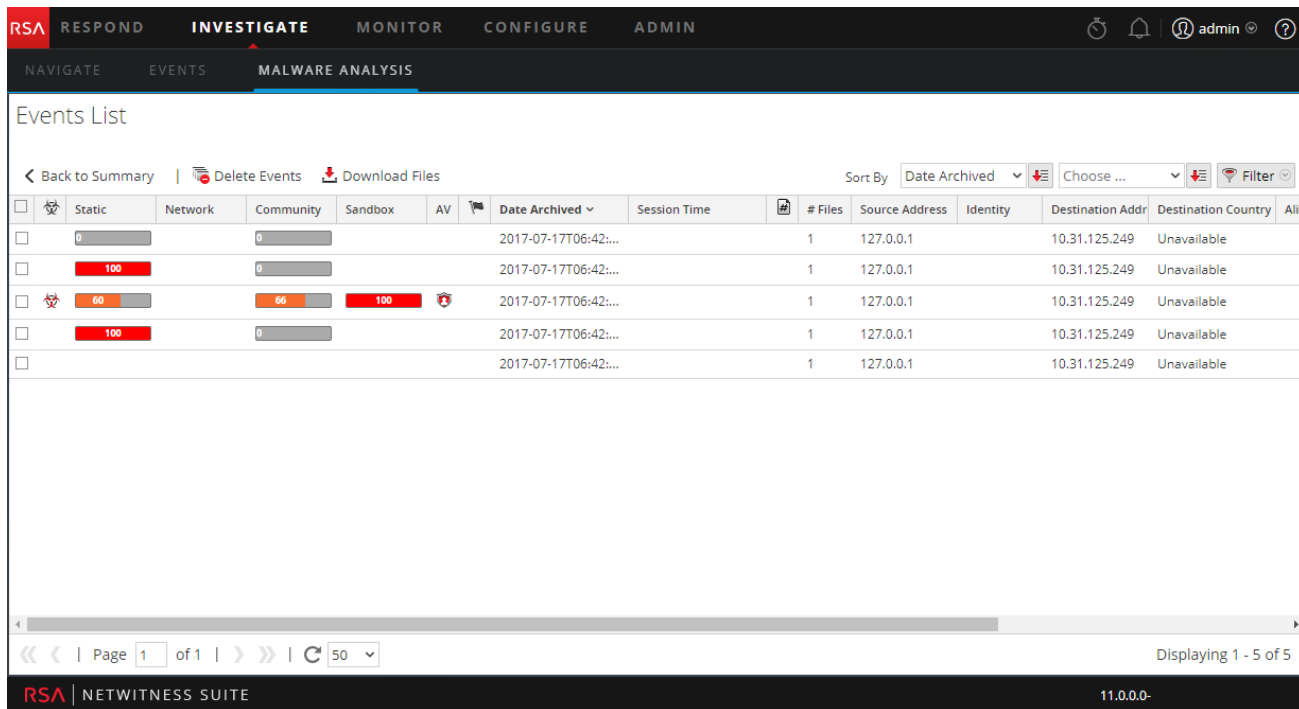 RSA RESPOND INVESTIGATE MONITOR CONFIGURE ADMIN admin ?
NAVIGATE EVENTS MALWARE ANALYSIS
Events List
Back to Summary | Delete Events Download Files Sort By Date Archived Choose ... Filter
Static Network Community Sandbox AV Date Archived Session Time # # Files Source Address Identity Destination Addr Destination Country Ali
0 0 2017-07-17T06:42:... 1 127.0.0.1 10.31.125.249 Unavailable
100 0 2017-07-17T06:42:... 1 127.0.0.1 10.31.125.249 Unavailable
60 66 100 2017-07-17T06:42:... 1 127.0.0.1 10.31.125.249 Unavailable
100 0 2017-07-17T06:42:... 1 127.0.0.1 10.31.125.249 Unavailable
2017-07-17T06:42:... 1 127.0.0.1 10.31.125.249 Unavailable
| Page 1 of 1 | | 50 Displaying 1 - 5 of 5
RSA | NETWITNESS SUITE 11.0.0.0-